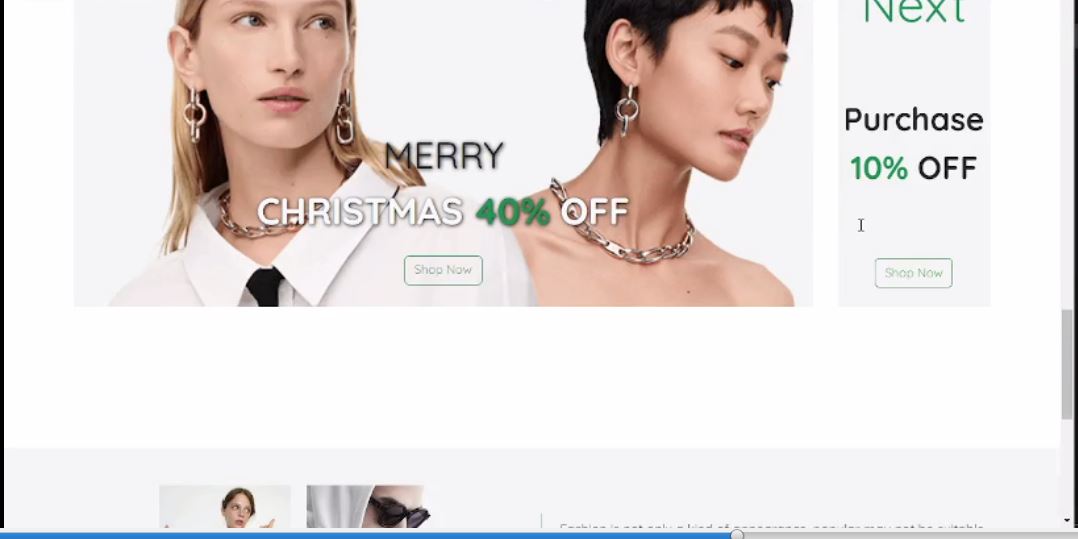 Next
MERRY
CHRISTMAS 40% OFF
Shop Now
Purchase
10% OFF
Shop Now
Fashion is not only a kind of appearance, popular may not be suitable